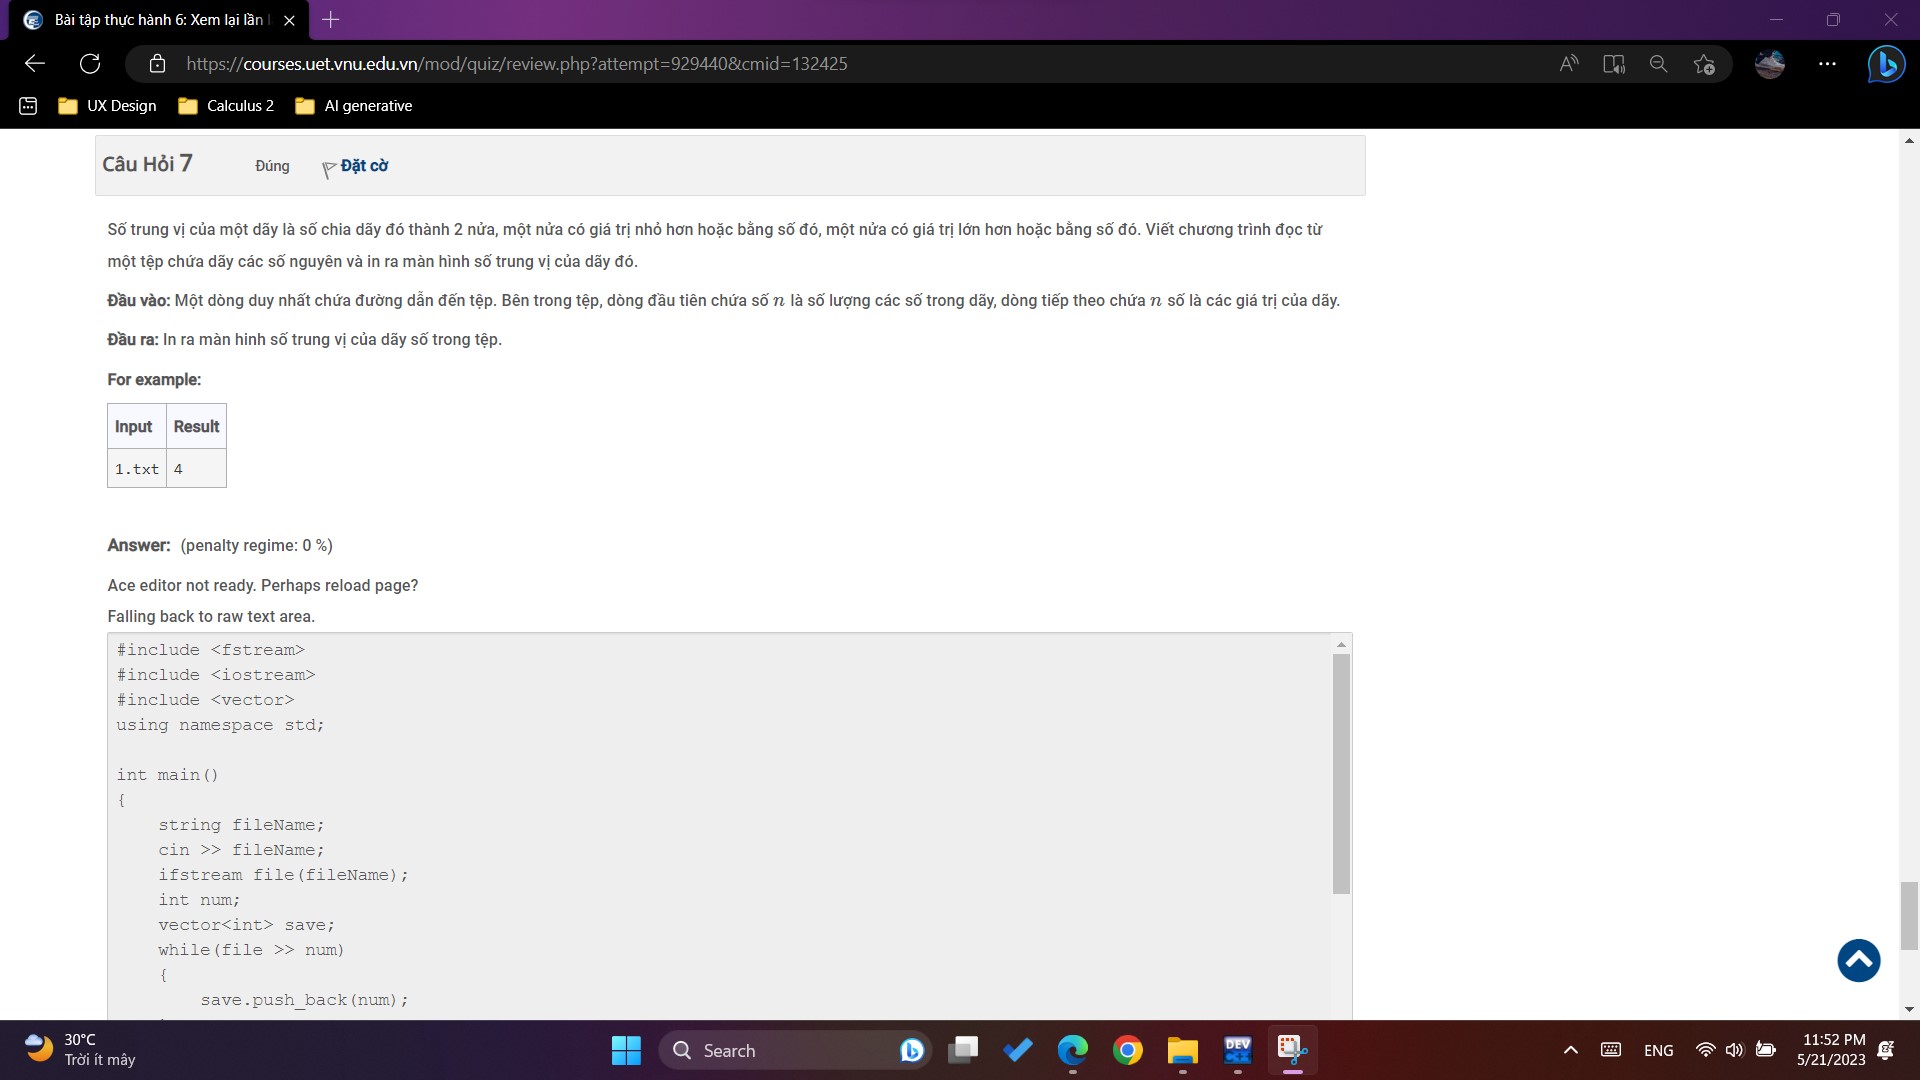 Bài tập thực hành 6: Xem lại lần
https://courses.uet.vnu.edu.vn/mod/quiz/review.php?attempt=929440&cmid=132425
UX Design
Calculus 2
AI generative
Câu Hỏi 7
Đúng
Đặt cờ
Số trung vị của một dãy là số chia dãy đó thành 2 nửa, một nửa có giá trị nhỏ hơn hoặc bằng số đó, một nửa có giá trị lớn hơn hoặc bằng số đó. Viết chương trình đọc từ
một tệp chứa dãy các số nguyên và in ra màn hình số trung vị của dãy đó.
Đầu vào: Một dòng duy nhất chứa đường dẫn đến tệp. Bên trong tệp, dòng đầu tiên chứa số n là số lượng các số trong dãy, dòng tiếp theo chứa n số là các giá trị của dãy.
Đầu ra: In ra màn hinh số trung vị của dãy số trong tệp.
For example:
Input Result
1.txt 4
Answer: (penalty regime: 0 %)
Ace editor not ready. Perhaps reload page?
Falling back to raw text area.
#include <fstream>
#include <iostream>
#include <vector>
using namespace std;
int main()
{
string fileName;
cin >> fileName;
ifstream file(fileName);
int num;
vector<int> save;
while(file >> num)
{
save.push_back(num);
30°C
Trời ít mây
Search
DEV
ENG
11:52 PM
5/21/2023